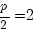 p/2 = 2